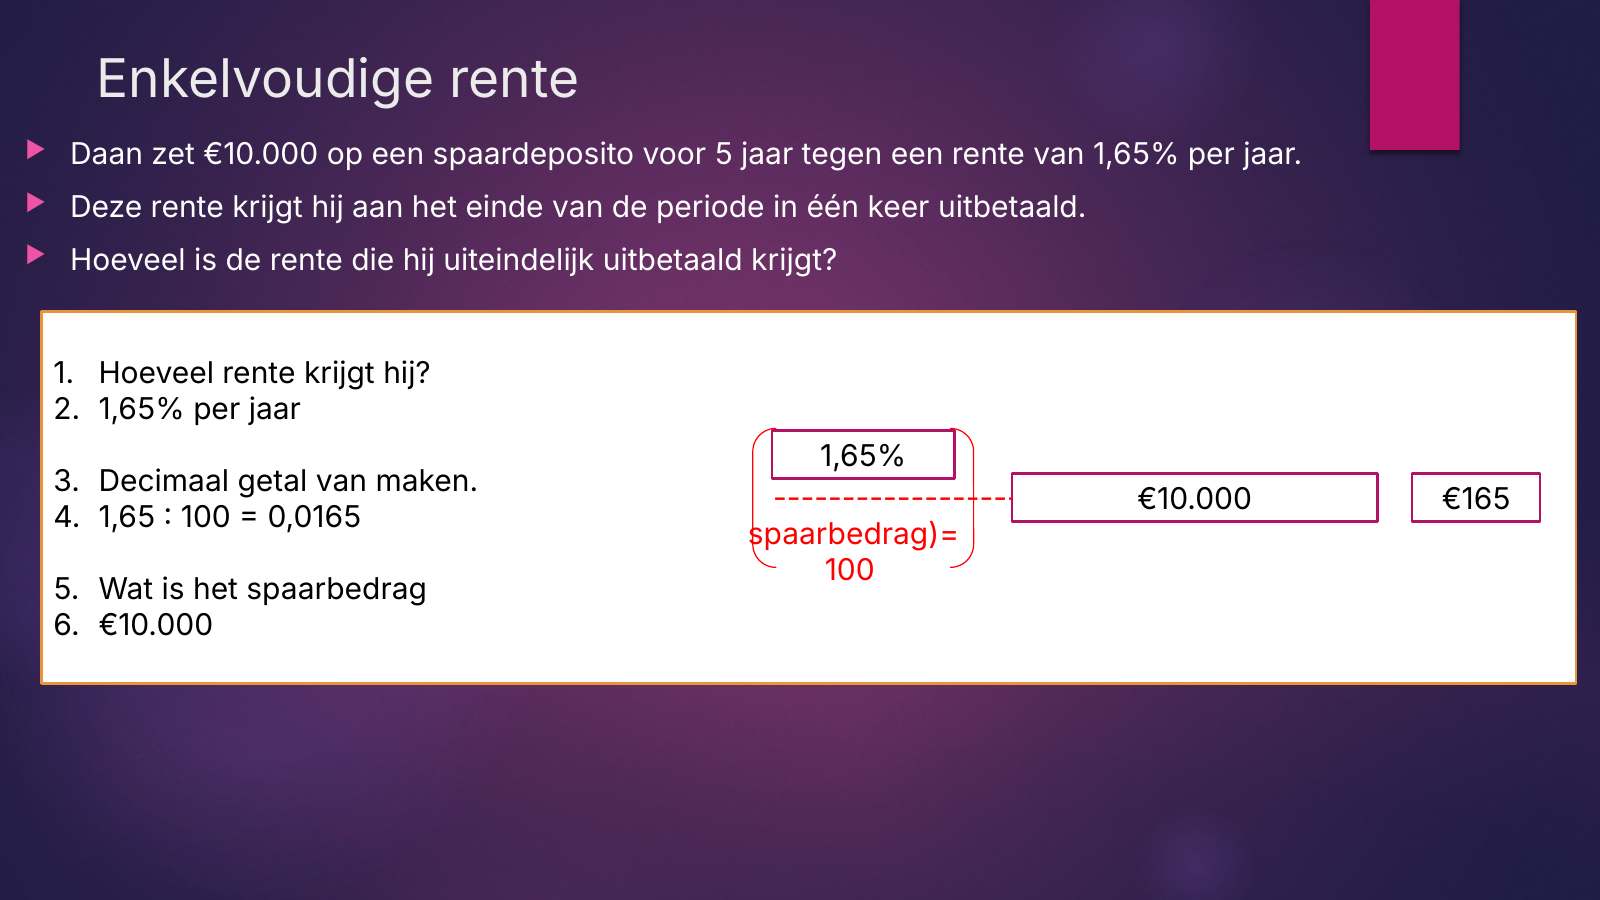 Enkelvoudige rente
Daan zet €10.000 op een spaardeposito voor 5 jaar tegen een rente van 1,65% per jaar.
Deze rente krijgt hij aan het einde van de periode in één keer uitbetaald.
Hoeveel is de rente die hij uiteindelijk uitbetaald krijgt?
1. Hoeveel rente krijgt hij?
2. 1,65% per jaar
3. Decimaal getal van maken.
4. 1,65 : 100 = 0,0165
5. Wat is het spaarbedrag
6. €10.000
1,65%
------------------
€10.000
€165
spaarbedrag)=
100